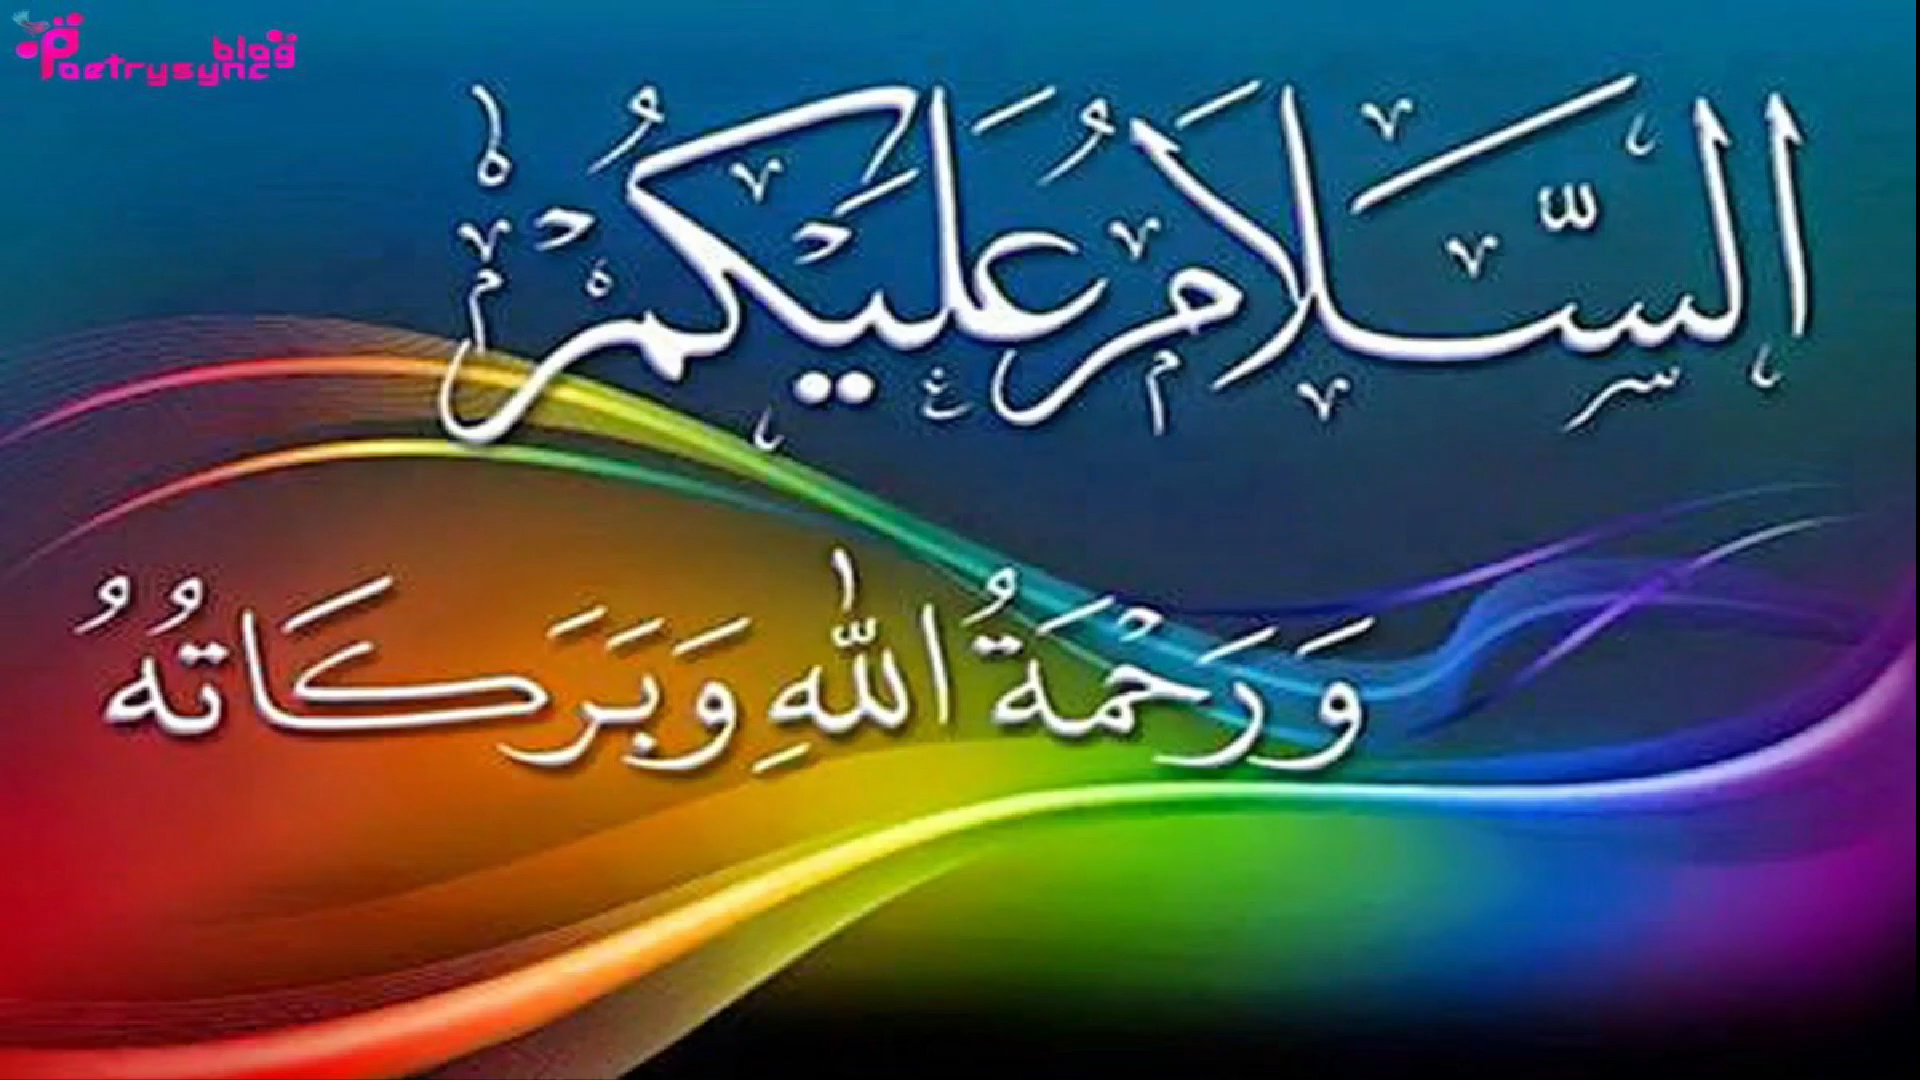 Poetrysync blog
السَّلَامُ عَلَيْكُمْ
وَرَحْمَةُ اللهِ وَبَرَكَاتُهُ